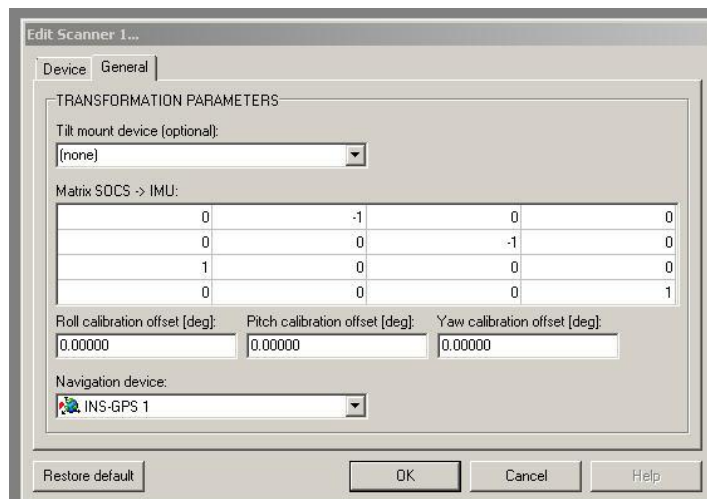 Edit Scanner 1...
Device General
TRANSFORMATION PARAMETERS
Tilt mount device (optional):
(none)
Matrix SOCS -> IMU:
0 -1 0 0
0 0 -1 0
1 0 0 0
0 0 0 1
Roll calibration offset [deg]: Pitch calibration offset [deg]: Yaw calibration offset [deg]:
0.00000 0.00000 0.00000
Navigation device:
INS-GPS 1
Restore default OK Cancel Help